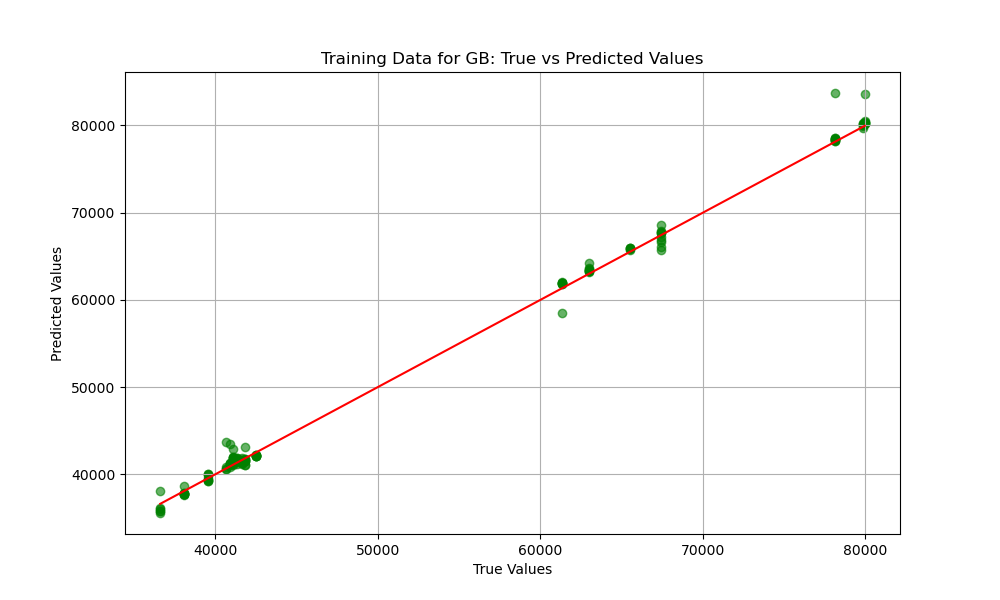 Training Data for GB: True vs Predicted Values
80000
70000
60000
50000
40000
Predicted Values
40000 50000 60000 70000 80000
True Values